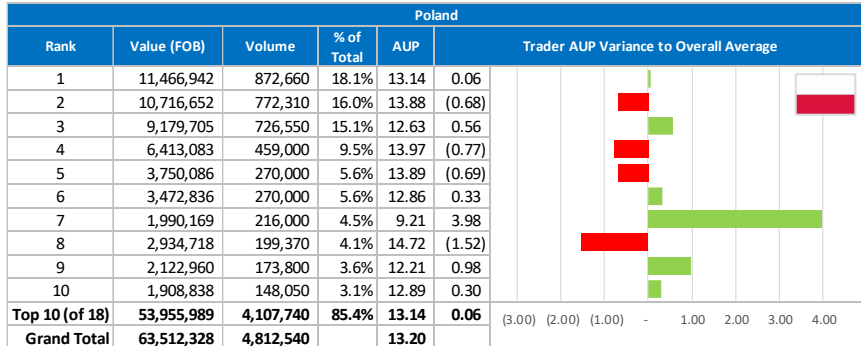 Poland
Rank Value (FOB) Volume % of Total AUP Trader AUP Variance to Overall Average
1 11,466,942 872,660 18.1% 13.14 0.06
2 10,716,652 772,310 16.0% 13.88 (0.68)
3 9,179,705 726,550 15.1% 12.63 0.56
4 6,413,083 459,000 9.5% 13.97 (0.77)
5 3,750,086 270,000 5.6% 13.89 (0.69)
6 3,472,836 270,000 5.6% 12.86 0.33
7 1,990,169 216,000 4.5% 9.21 3.98
8 2,934,718 199,370 4.1% 14.72 (1.52)
9 2,122,960 173,800 3.6% 12.21 0.98
10 1,908,838 148,050 3.1% 12.89 0.30
Top 10 (of 18) 53,955,989 4,107,740 85.4% 13.14 0.06 (3.00) (2.00) (1.00) - 1.00 2.00 3.00 4.00
Grand Total 63,512,328 4,812,540 13.20